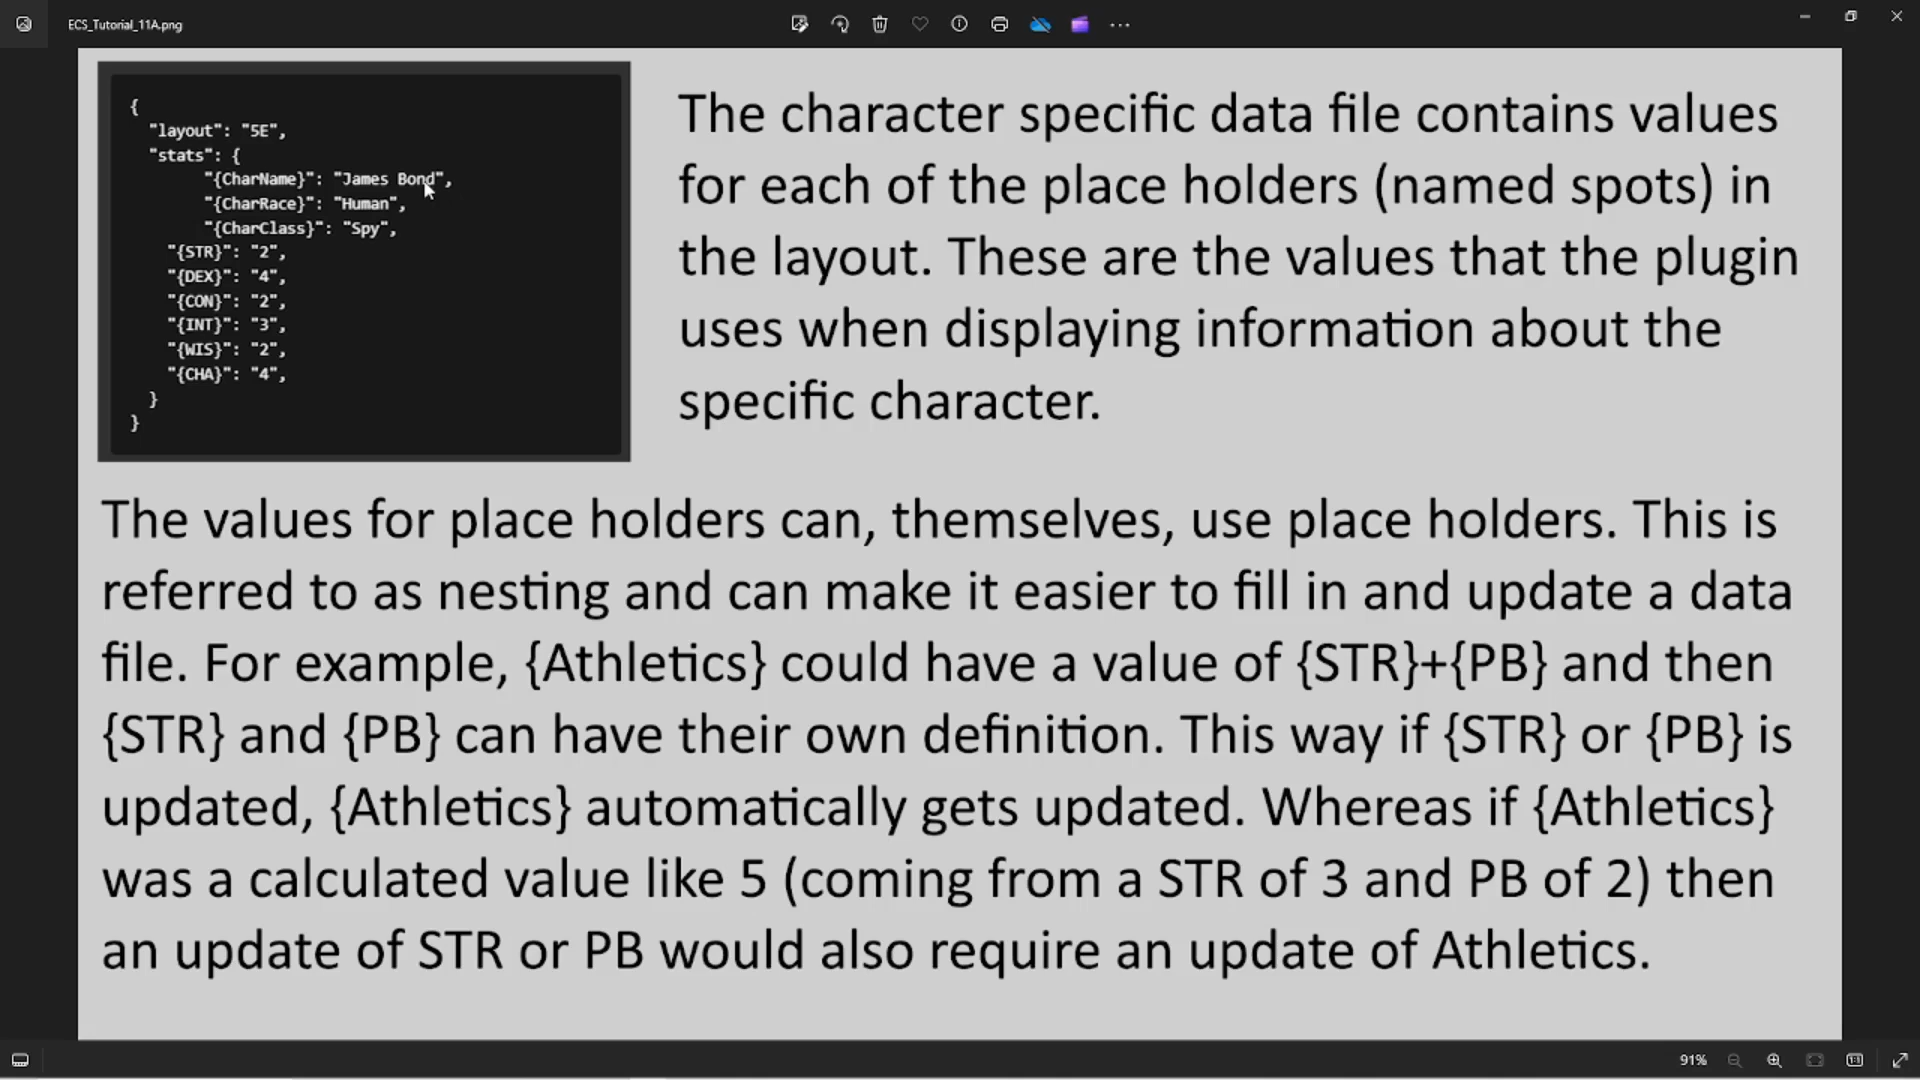 ECS_Tutorial_11A.png
{
"layout": "5E",
"stats": {
"{CharName}": "James Bond",
"{CharRace}": "Human",
"{CharClass}": "Spy",
"{STR}": "2",
"{DEX}": "4",
"{CON}": "2",
"{INT}": "3",
"{WIS}": "2",
"{CHA}": "4",
}
}
The character specific data file contains values
for each of the place holders (named spots) in
the layout. These are the values that the plugin
uses when displaying information about the
specific character.
The values for place holders can, themselves, use place holders. This is
referred to as nesting and can make it easier to fill in and update a data
file. For example, {Athletics} could have a value of {STR}+{PB} and then
{STR} and {PB} can have their own definition. This way if {STR} or {PB} is
updated, {Athletics} automatically gets updated. Whereas if {Athletics}
was a calculated value like 5 (coming from a STR of 3 and PB of 2) then
an update of STR or PB would also require an update of Athletics.
91%